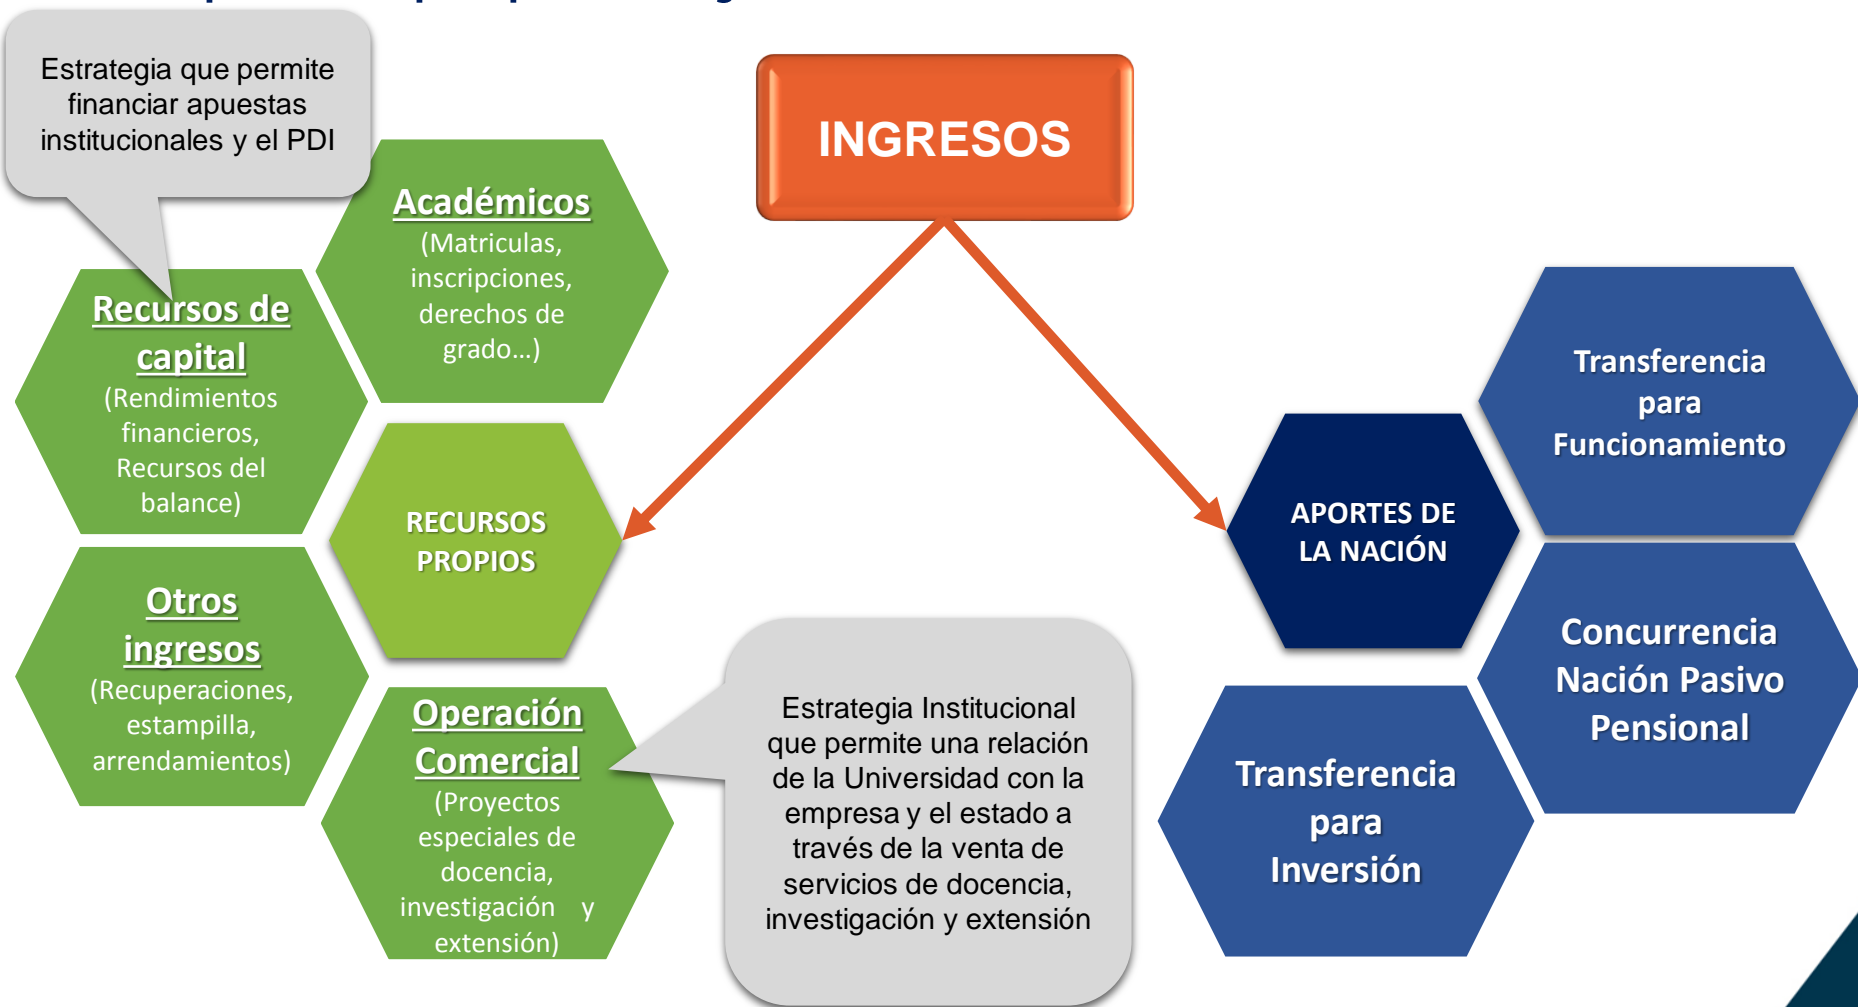 Estrategia que permite
financiar apuestas
institucionales y el PDI
INGRESOS
Académicos
(Matriculas,
inscripciones,
derechos de
grado...)
Recursos de
capital
(Rendimientos
financieros,
Recursos del
balance)
RECURSOS
PROPIOS
Otros
ingresos
(Recuperaciones,
estampilla,
arrendamientos)
Operación
Comercial
(Proyectos
especiales de
docencia,
investigación y
extensión)
Estrategia Institucional
que permite una relación
de la Universidad con la
empresa y el estado a
través de la venta de
servicios de docencia,
investigación y extensión
APORTES DE
LA NACIÓN
Transferencia
para
Funcionamiento
Concurrencia
Nación Pasivo
Pensional
Transferencia
para
Inversión